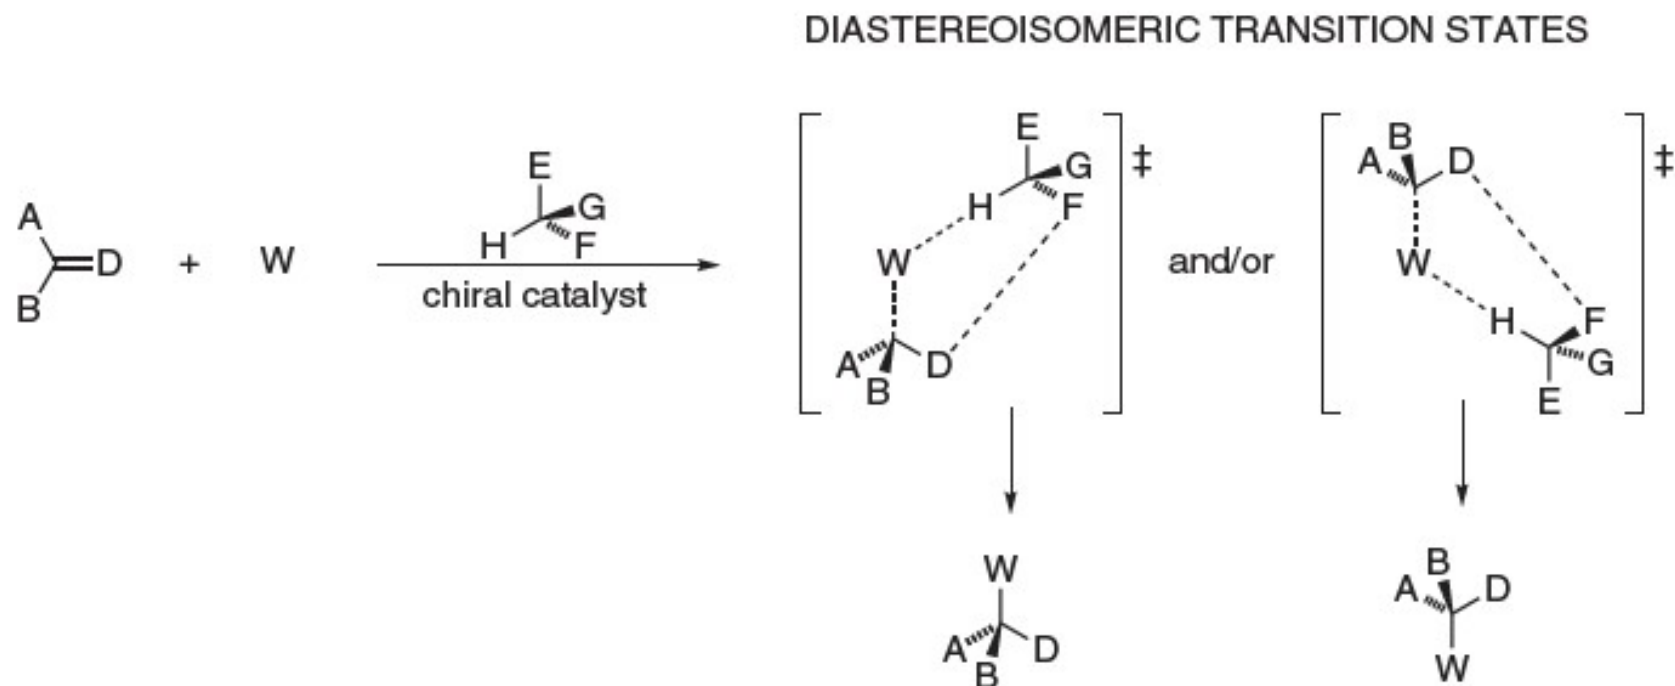 DIASTEREOISOMERIC TRANSITION STATES
A
B
D
+
W
E
G
H
F
chiral catalyst
E
G
H
F
W
A
B
D
‡
and/or
B
A
D
W
H
F
G
E
‡
W
A
B
D
B
A
D
W